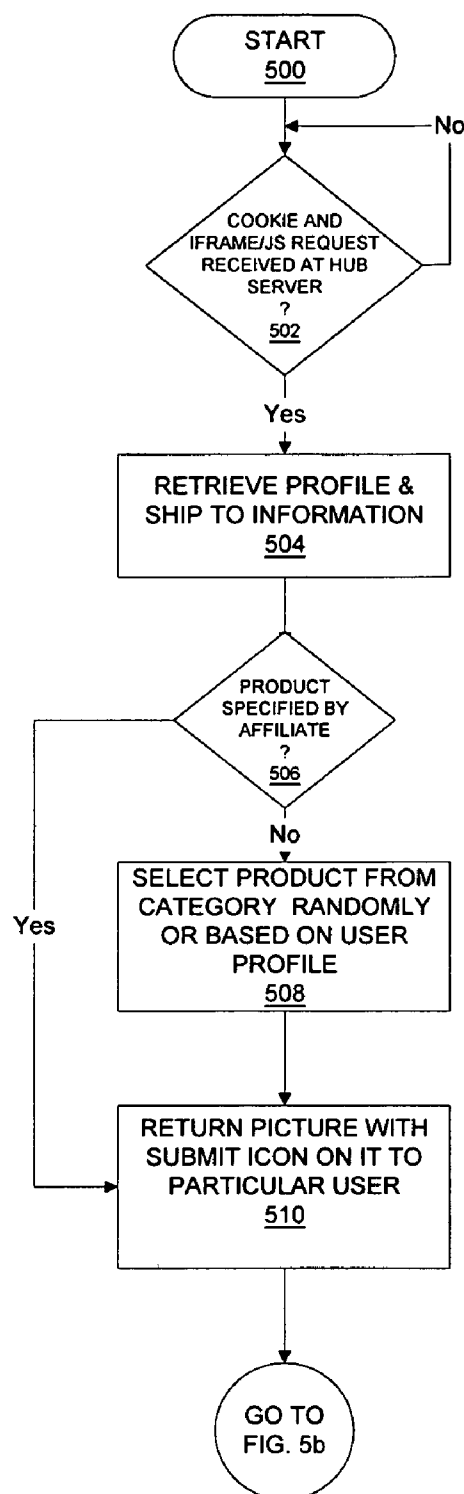 START
500
No
COOKIE AND
IFRAME/JS REQUEST
RECEIVED AT HUB
SERVER
?
502
Yes
RETRIEVE PROFILE &
SHIP TO INFORMATION
504
PRODUCT
SPECIFIED BY
AFFILIATE
?
506
No
Yes
SELECT PRODUCT FROM
CATEGORY RANDOMLY
OR BASED ON USER
PROFILE
508
RETURN PICTURE WITH
SUBMIT ICON ON IT TO
PARTICULAR USER
510
GO TO
FIG. 5b